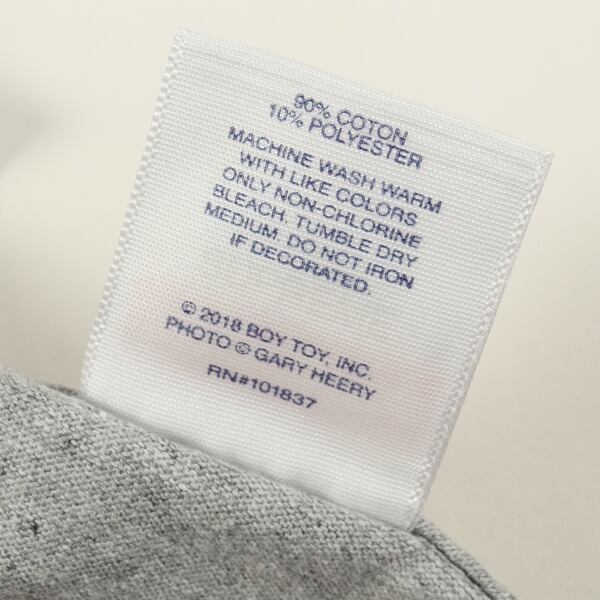 90% COTON
10% POLYESTER
MACHINE WASH WARM
WITH LIKE COLORS
ONLY NON-CHLORINE
BLEACH. TUMBLE DRY
MEDIUM. DO NOT IRON
IF DECORATED.
© 2018 BOY TOY, INC.
PHOTO © GARY HEERY
RN#101837